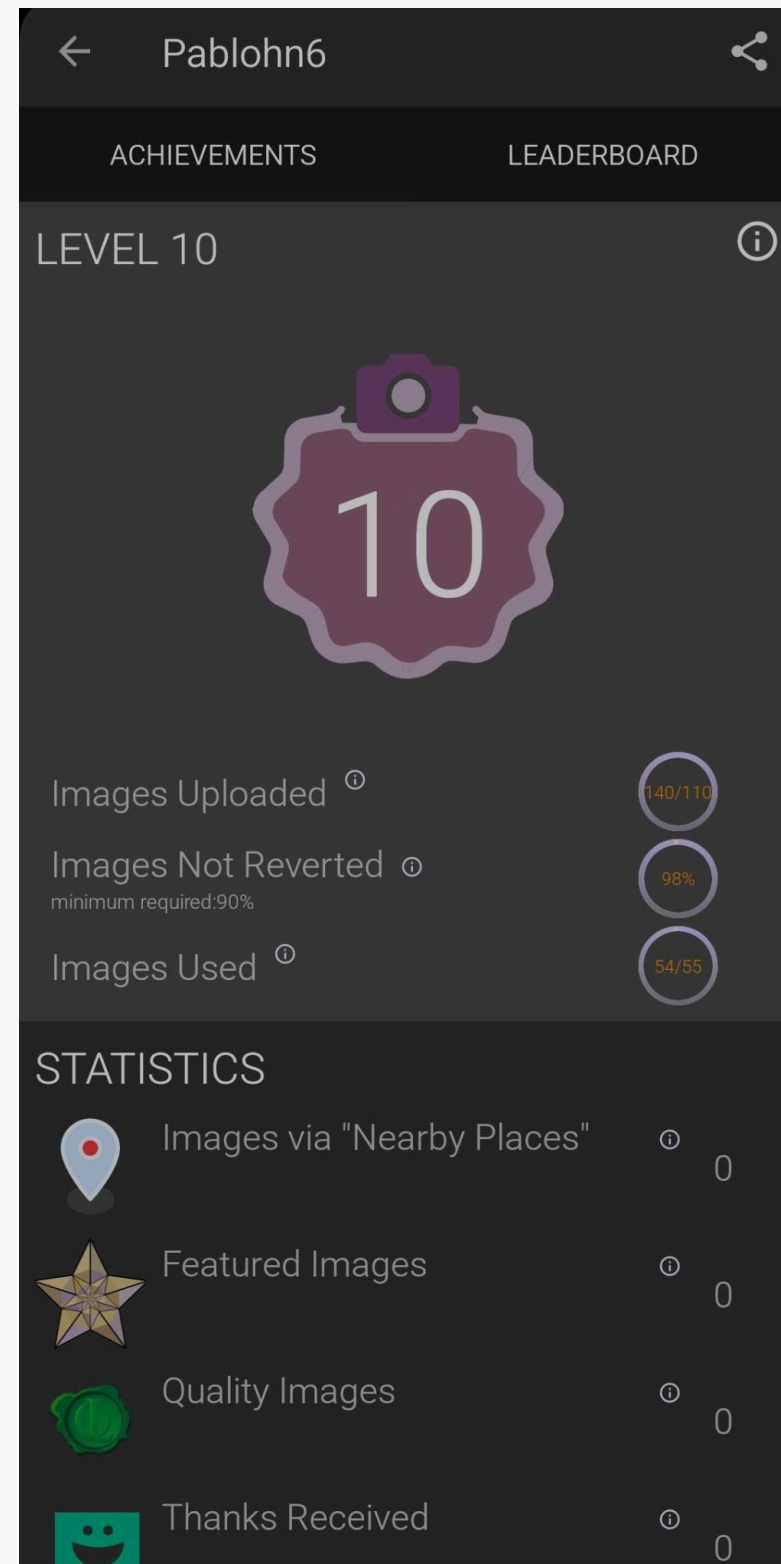 Pablohn6
ACHIEVEMENTS LEADERBOARD
LEVEL 10
10
Images Uploaded 140/110
Images Not Reverted 98%
minimum required:90%
Images Used 54/55
STATISTICS
Images via "Nearby Places" 0
Featured Images 0
Quality Images 0
Thanks Received 0